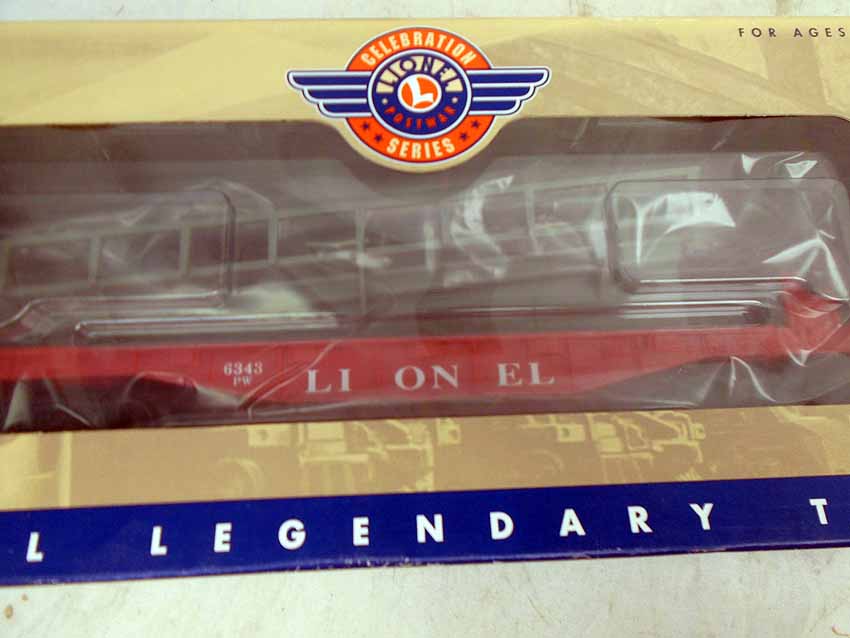 FOR AGES
CELEBRATION
LIONEL
L
POSTWAR
SERIES
6343
PW
LI ON EL
L LEGENDARY T